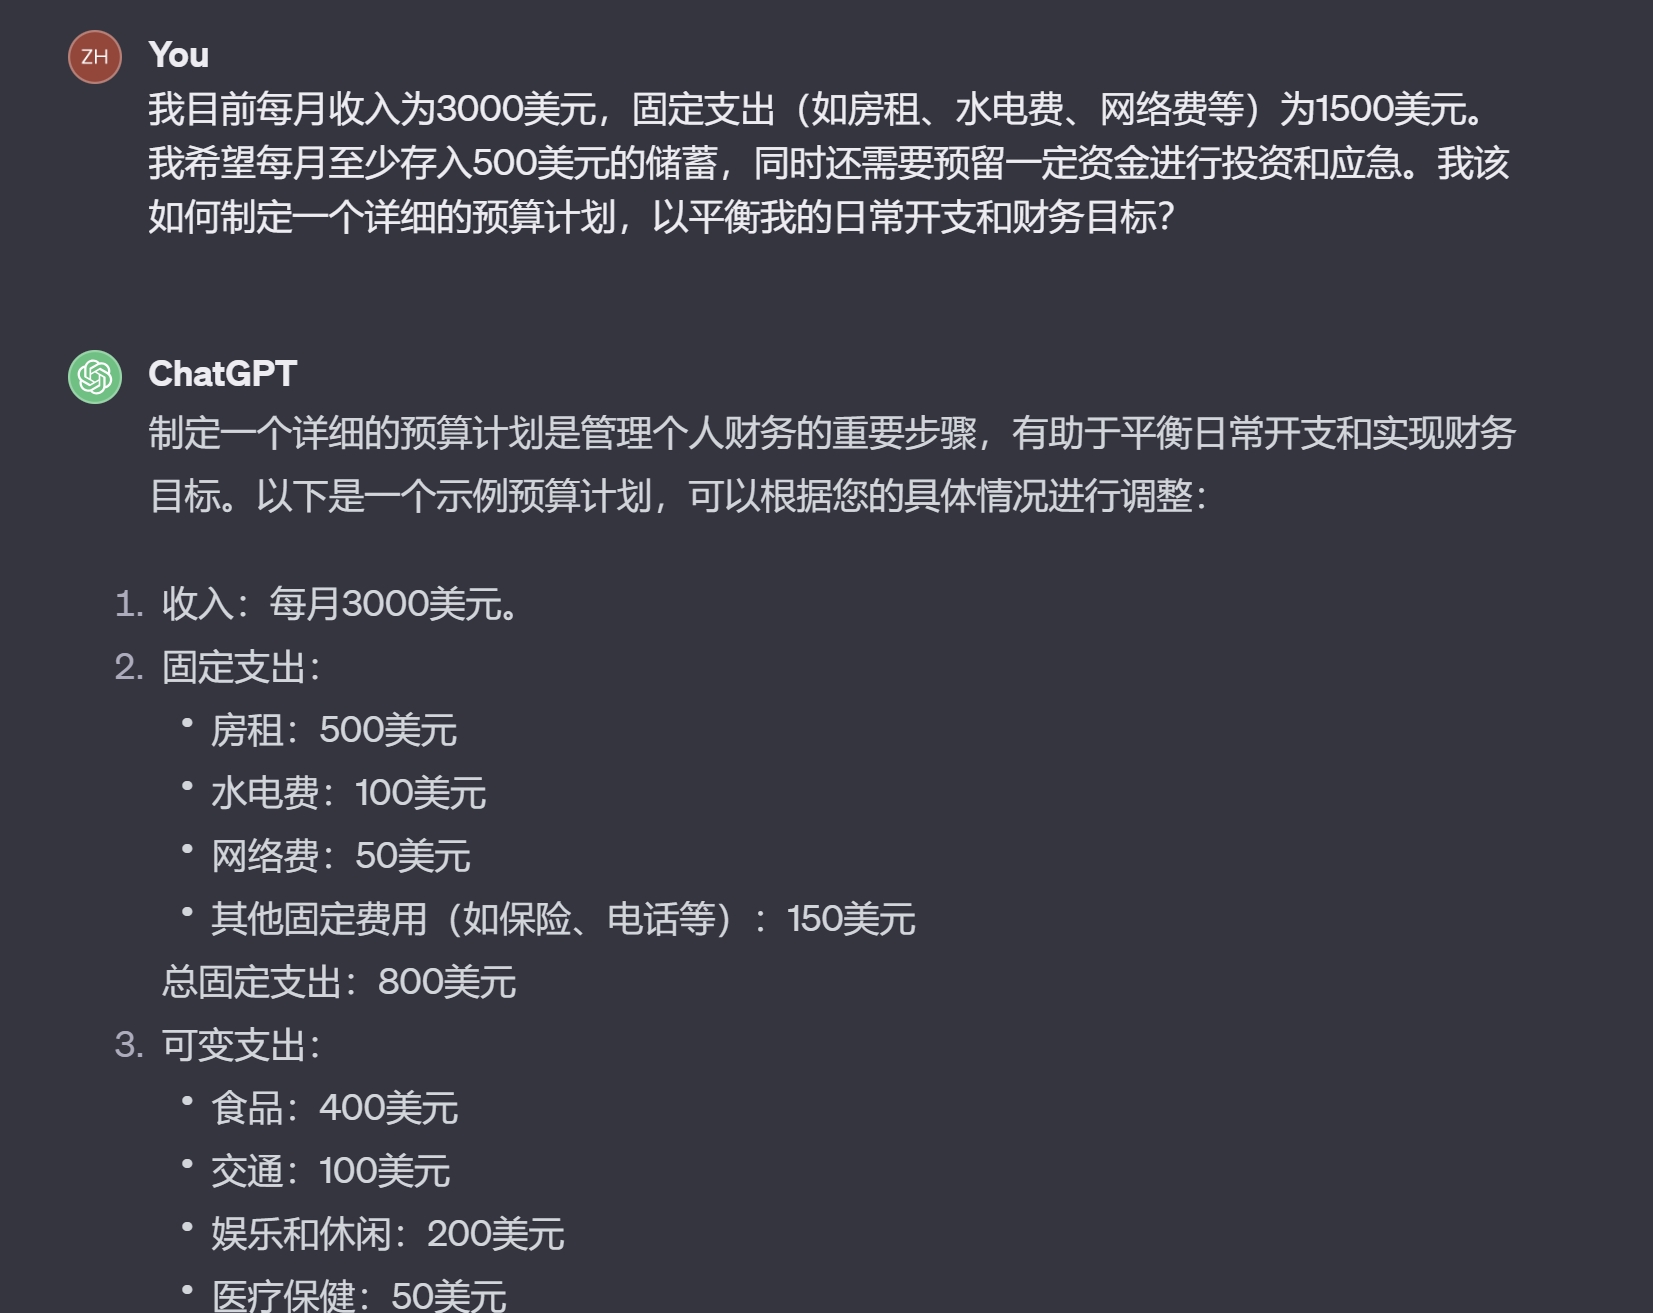 ZH
You
我目前每月收入为3000美元，固定支出（如房租、水电费、网络费等）为1500美元。
我希望每月至少存入500美元的储蓄，同时还需要预留一定资金进行投资和应急。我该
如何制定一个详细的预算计划，以平衡我的日常开支和财务目标？
ChatGPT
制定一个详细的预算计划是管理个人财务的重要步骤，有助于平衡日常开支和实现财务
目标。以下是一个示例预算计划，可以根据您的具体情况进行调整：
1. 收入：每月3000美元。
2. 固定支出：
• 房租：500美元
• 水电费：100美元
• 网络费：50美元
• 其他固定费用（如保险、电话等）：150美元
总固定支出：800美元
3. 可变支出：
• 食品：400美元
• 交通：100美元
• 娱乐和休闲：200美元
• 医疗保健：50美元